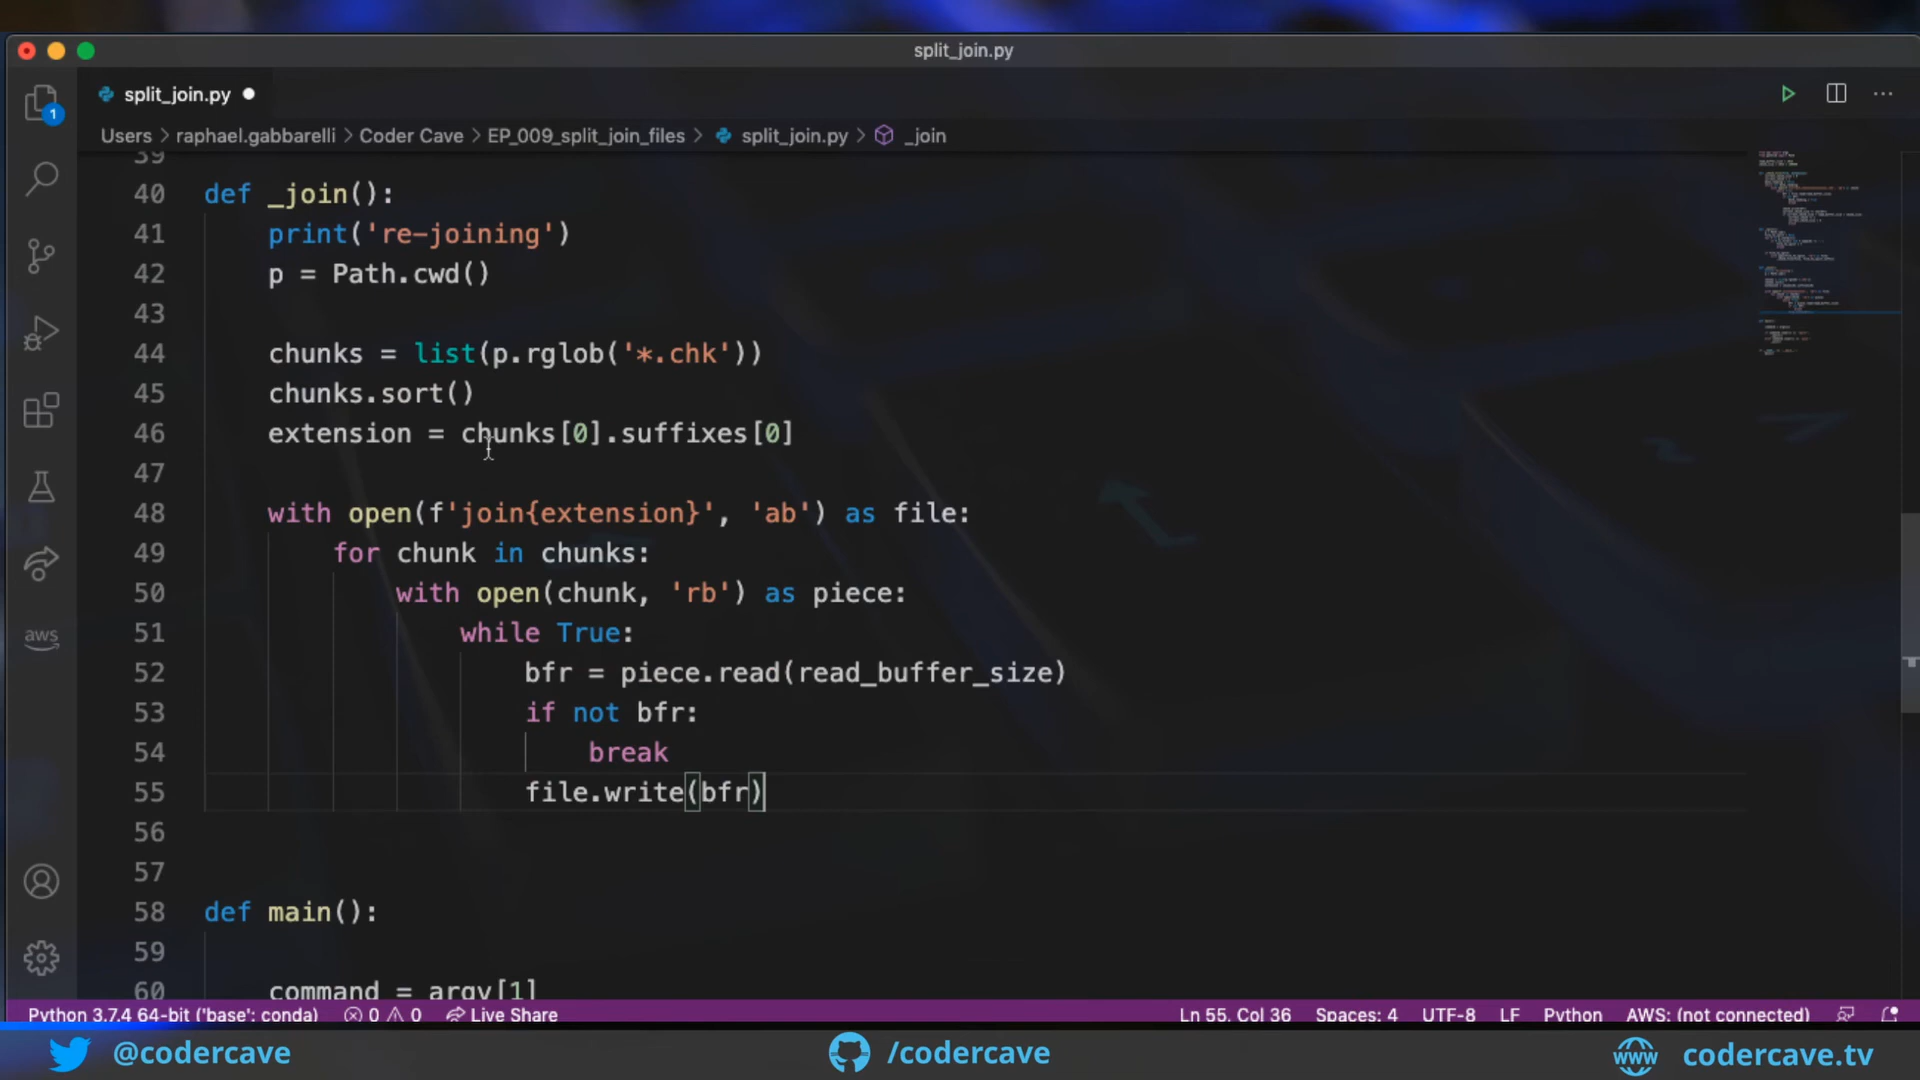 split_join.py
split_join.py
1
Users > raphael.gabbarelli > Coder Cave > EP_009_split_join_files > split_join.py > _join
39
40 def _join():
41 print('re-joining')
42 p = Path.cwd()
43
44 chunks = list(p.rglob('*.chk'))
45 chunks.sort()
46 extension = chunks[0].suffixes[0]
47
48 with open(f'join{extension}', 'ab') as file:
49 for chunk in chunks:
50 with open(chunk, 'rb') as piece:
51 while True:
52 bfr = piece.read(read_buffer_size)
53 if not bfr:
54 break
55 file.write(bfr)
56
57
58 def main():
59
60 command = argv[1]
aws
Python 3.7.4 64-bit ('base': conda) 0 0 Live Share Ln 55, Col 36 Spaces: 4 UTF-8 LF Python AWS: (not connected)
@codercave /codercave www codercave.tv